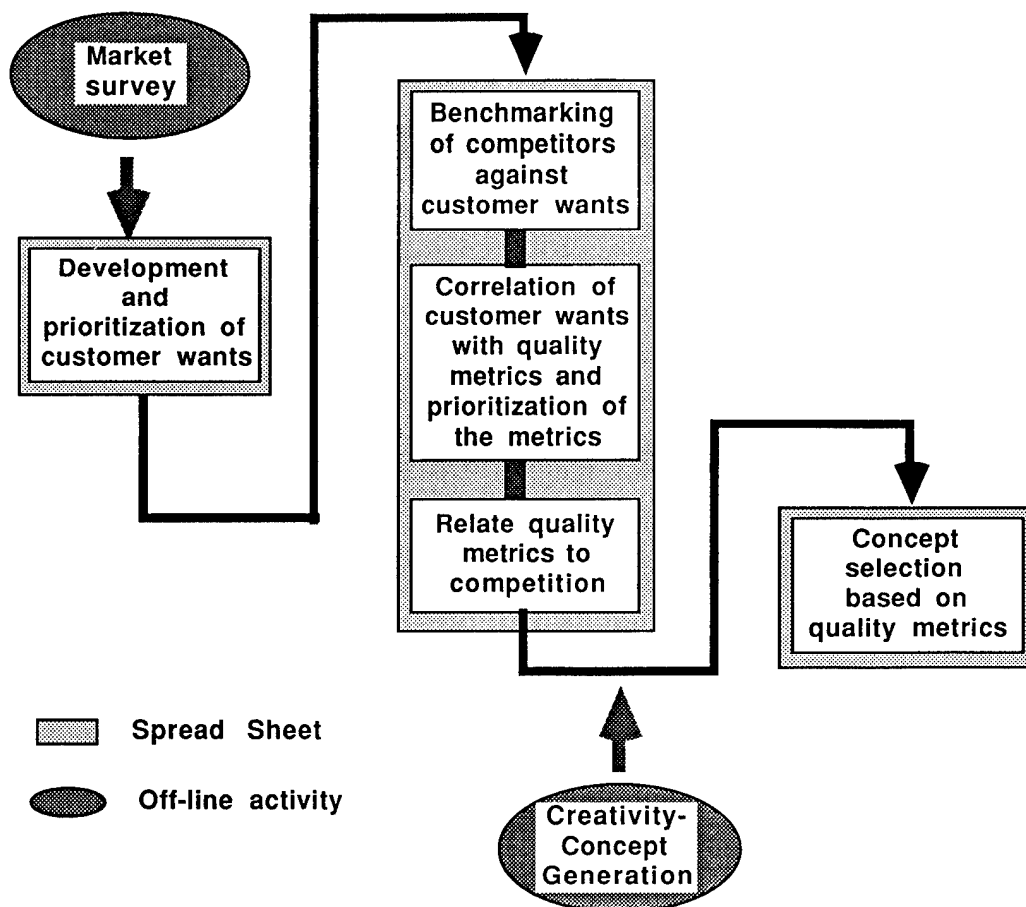 Market
survey
Development
and
prioritization of
customer wants
Benchmarking
of competitors
against
customer wants
Correlation of
customer wants
with quality
metrics and
prioritization of
the metrics
Relate quality
metrics to
competition
Concept
selection
based on
quality metrics
Spread Sheet
Off-line activity
Creativity-
Concept
Generation